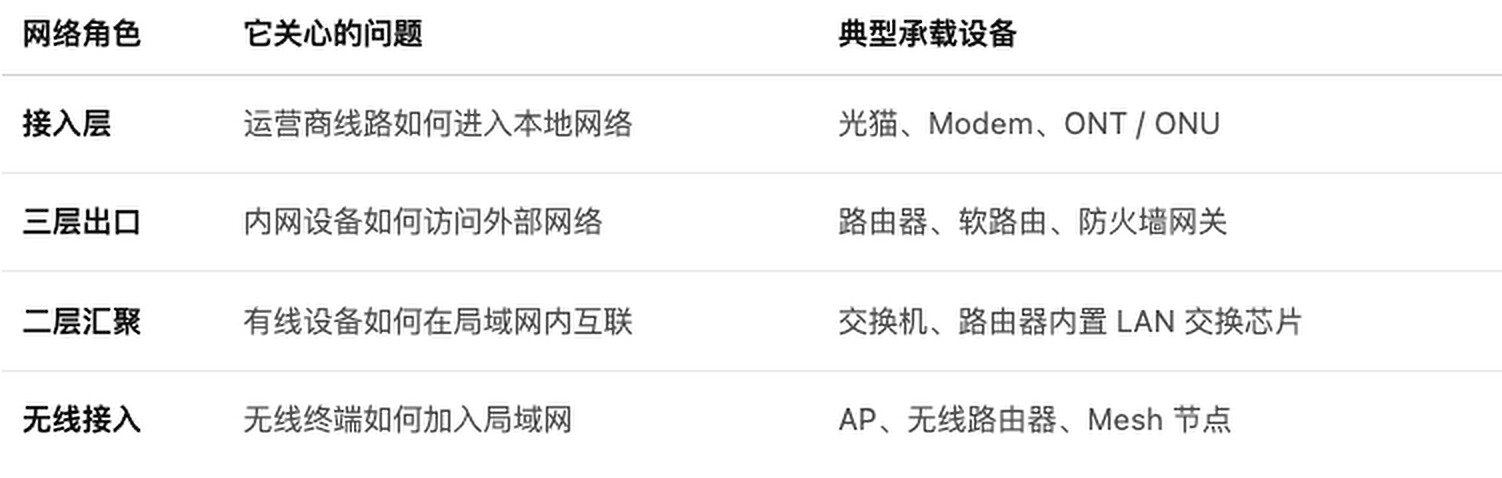 网络角色 它关心的问题 典型承载设备
接入层 运营商线路如何进入本地网络 光猫、Modem、ONT / ONU
三层出口 内网设备如何访问外部网络 路由器、软路由、防火墙网关
二层汇聚 有线设备如何在局域网内互联 交换机、路由器内置 LAN 交换芯片
无线接入 无线终端如何加入局域网 AP、无线路由器、Mesh 节点